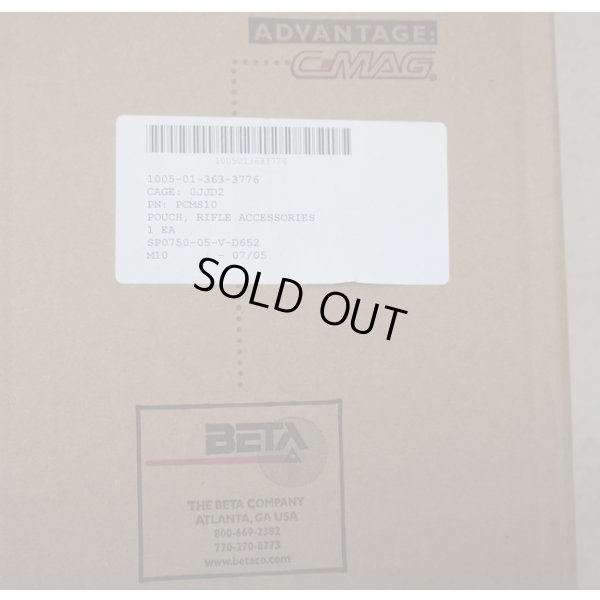 ADVANTAGE:
C-MAG®
1005013633776
1005-01-363-3776
CAGE: 0JJD2
PN: PCMS10
POUCH, RIFLE ACCESSORIES
1 EA
SP0750-05-V-D652
M10 - 07/05
SOLD OUT
BETA
THE BETA COMPANY
ATLANTA, GA USA
800-669-2382
770-270-8773
www.betaco.com